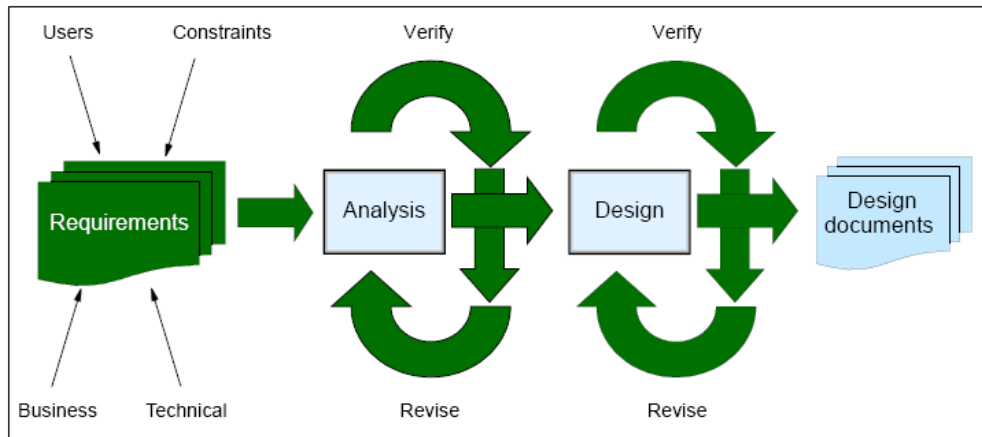 Users
Constraints
Verify
Verify
Requirements
Analysis
Design
Design
documents
Business
Technical
Revise
Revise